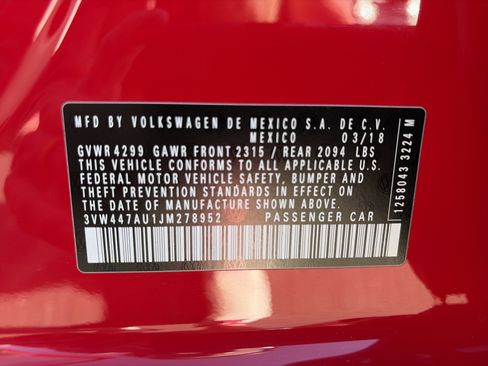 MFD BY VOLKSWAGEN DE MEXICO S.A. DE C.V.
MEXICO 03/18
GVWR 4299 GAWR FRONT 2315 / REAR 2094 LBS
THIS VEHICLE CONFORMS TO ALL APPLICABLE U.S.
FEDERAL MOTOR VEHICLE SAFETY, BUMPER AND
THEFT STANDARDS IN EFFECT ON THE DATE OF
MANUFACTURE SHOWN ABOVE.
3VW447AU1JM278952 PASSENGER CAR
1258043 3224 M